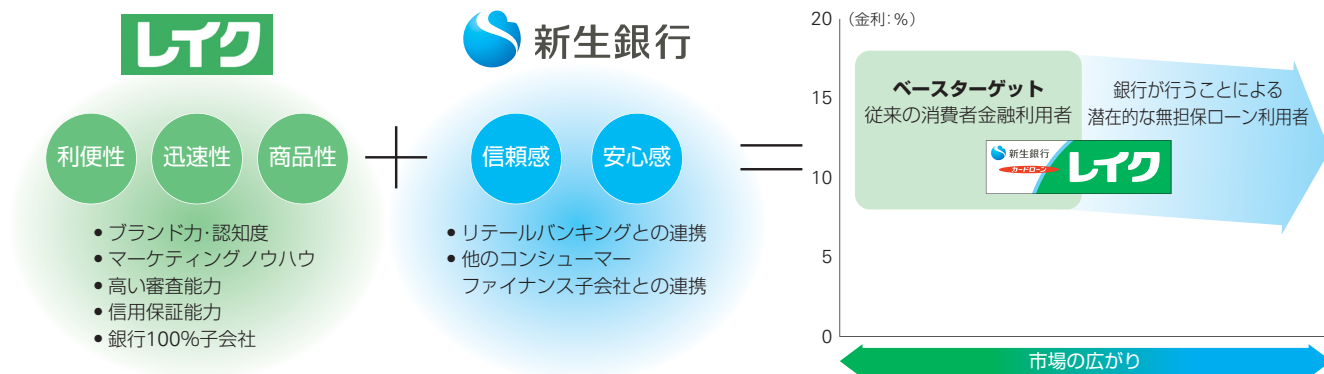 レイク
利便性
迅速性
商品性
• ブランド力・認知度
• マーケティングノウハウ
• 高い審査能力
• 信用保証能力
• 銀行100%子会社
+
新生銀行
信頼感
安心感
• リテールバンキングとの連携
• 他のコンシューマー
ファイナンス子会社との連携
=
20
(金利:%)
15
10
5
0
ベースターゲット
従来の消費者金融利用者
銀行が行うことによる
潜在的な無担保ローン利用者
新生銀行
カードローン
レイク
市場の広がり